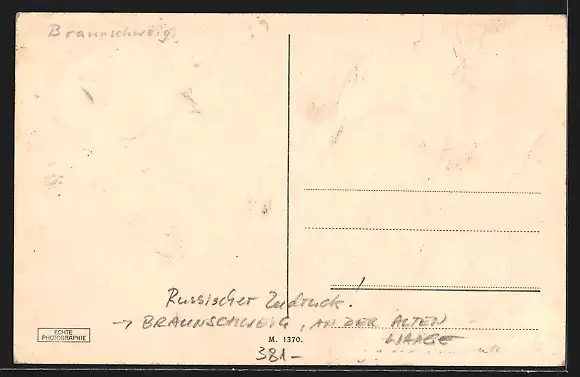 Braunschweig
Russischer Zudruck.
→ BRAUNSCHWEIG, AN DER ALTEN
WAAGE
ECHTE
PHOTOGRAPHIE
M. 1370.
381-